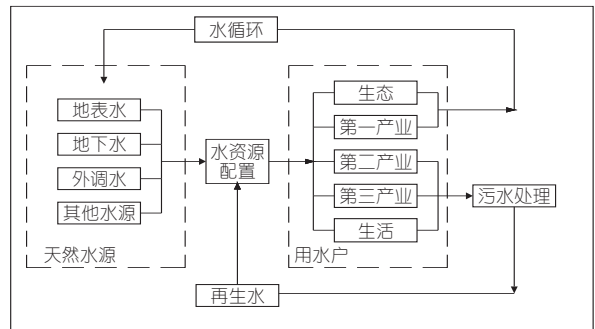 水循环
地表水
地下水
外调水
其他水源
天然水源
水资源
配置
生态
第一产业
第二产业
第三产业
生活
用水户
污水处理
再生水